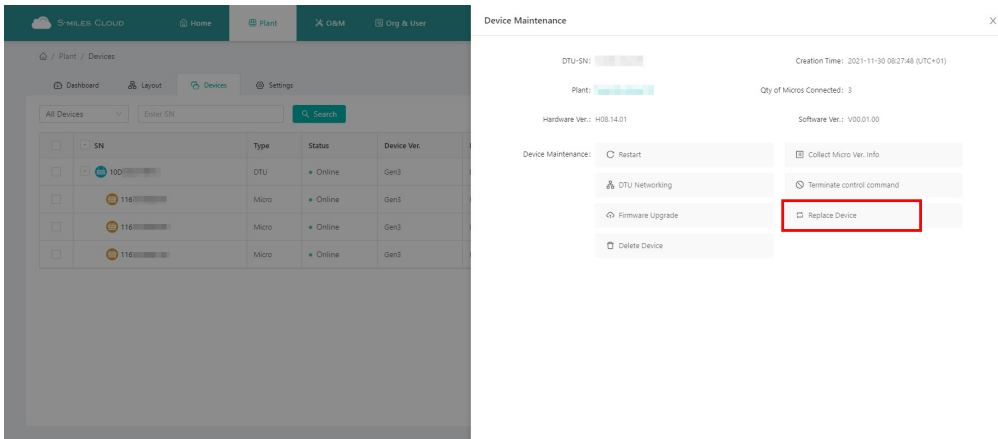 S-MILES CLOUD Home Plant O&M Org & User
/ Plant / Devices
Dashboard Layout Devices Settings
All Devices Enter SN Search
SN Type Status Device Ver.
10D DTU Online Gen3
116 Micro Online Gen3
116 Micro Online Gen3
116 Micro Online Gen3
Device Maintenance X
DTU-SN: Creation Time: 2021-11-30 08:27:48 (UTC+01)
Plant: Qty of Micros Connected: 3
Hardware Ver.: H08.14.01 Software Ver.: V00.01.00
Device Maintenance: Restart Collect Micro Ver. Info
DTU Networking Terminate control command
Firmware Upgrade Replace Device
Delete Device